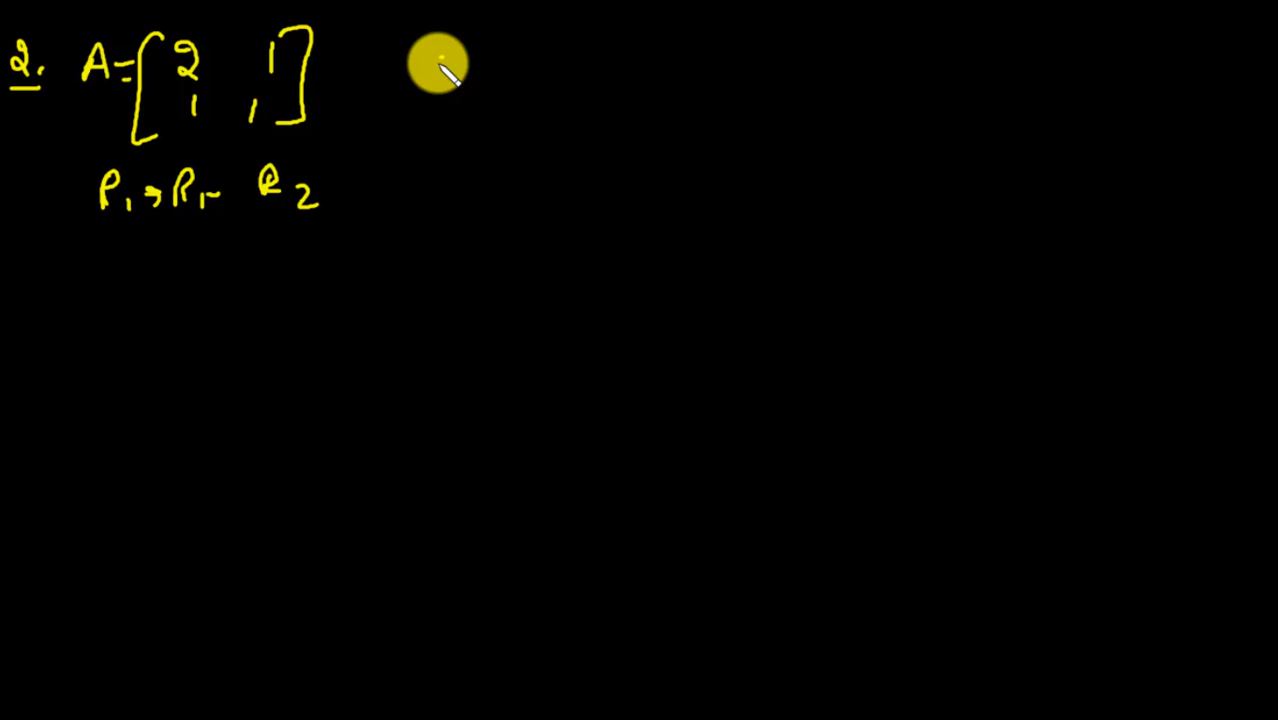 2. A = [ 2 1
1 1 ]
R1 → R1 - R2